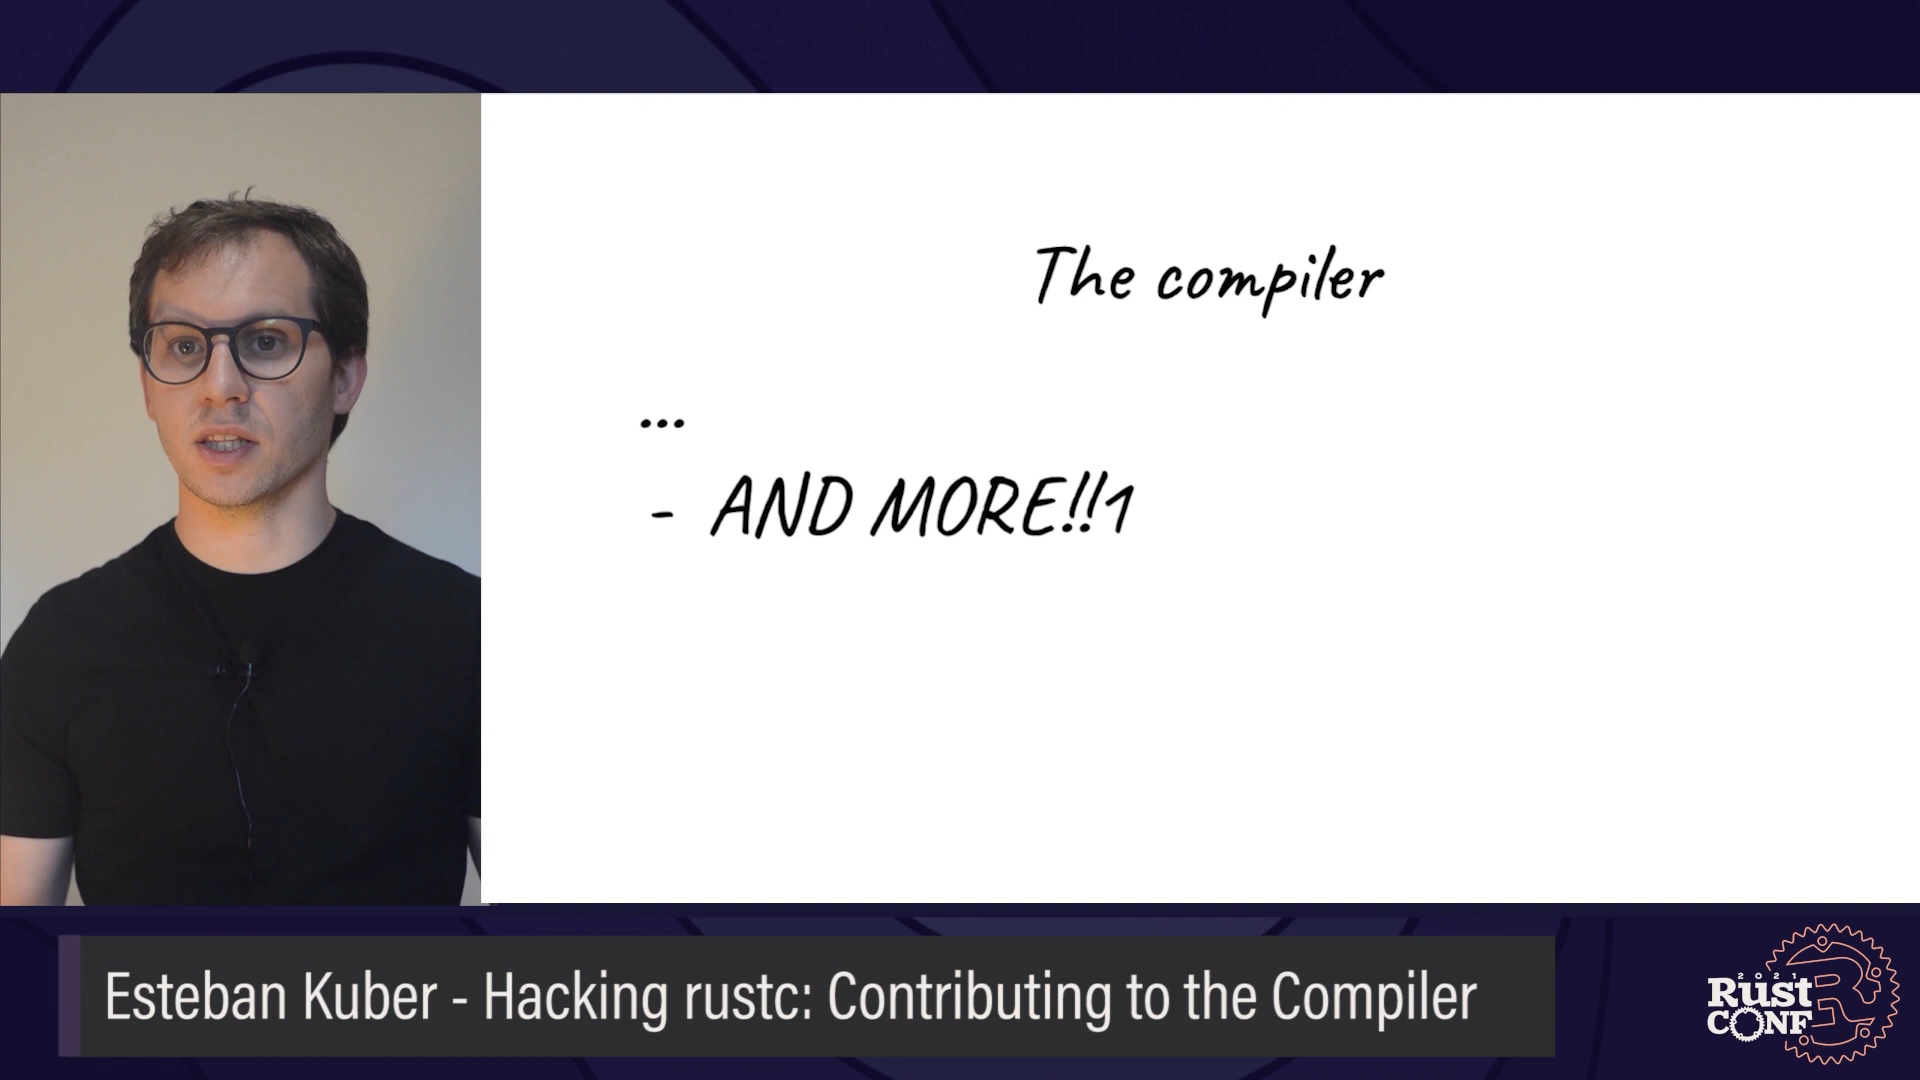 The compiler
...
- AND MORE!!1
Esteban Kuber - Hacking rustc: Contributing to the Compiler
2021
RUST
CONF
R